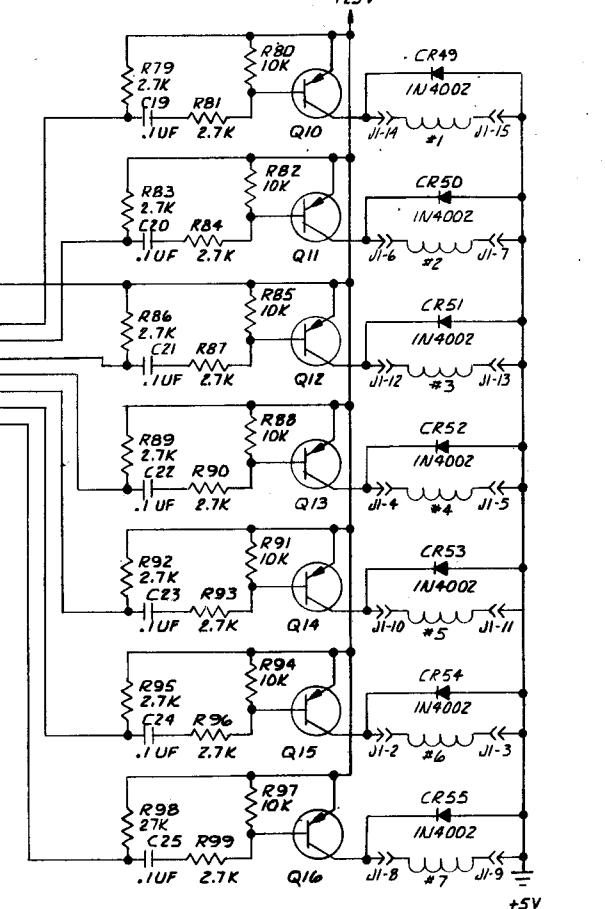 +25V
R79
2.7K
C19
.1UF
R81
2.7K
R80
10K
Q10
CR49
1N4002
J1-14
#1
J1-15
R83
2.7K
C20
.1UF
R84
2.7K
R82
10K
Q11
CR50
1N4002
J1-6
#2
J1-7
R86
2.7K
C21
.1UF
R87
2.7K
R85
10K
Q12
CR51
1N4002
J1-12
#3
J1-13
R89
2.7K
C22
.1UF
R90
2.7K
R88
10K
Q13
CR52
1N4002
J1-4
#4
J1-5
R92
2.7K
C23
.1UF
R93
2.7K
R91
10K
Q14
CR53
1N4002
J1-10
#5
J1-11
R95
2.7K
C24
.1UF
R96
2.7K
R94
10K
Q15
CR54
1N4002
J1-2
#6
J1-3
R98
27K
C25
.1UF
R99
2.7K
R97
10K
Q16
CR55
1N4002
J1-8
#7
J1-9
+5V